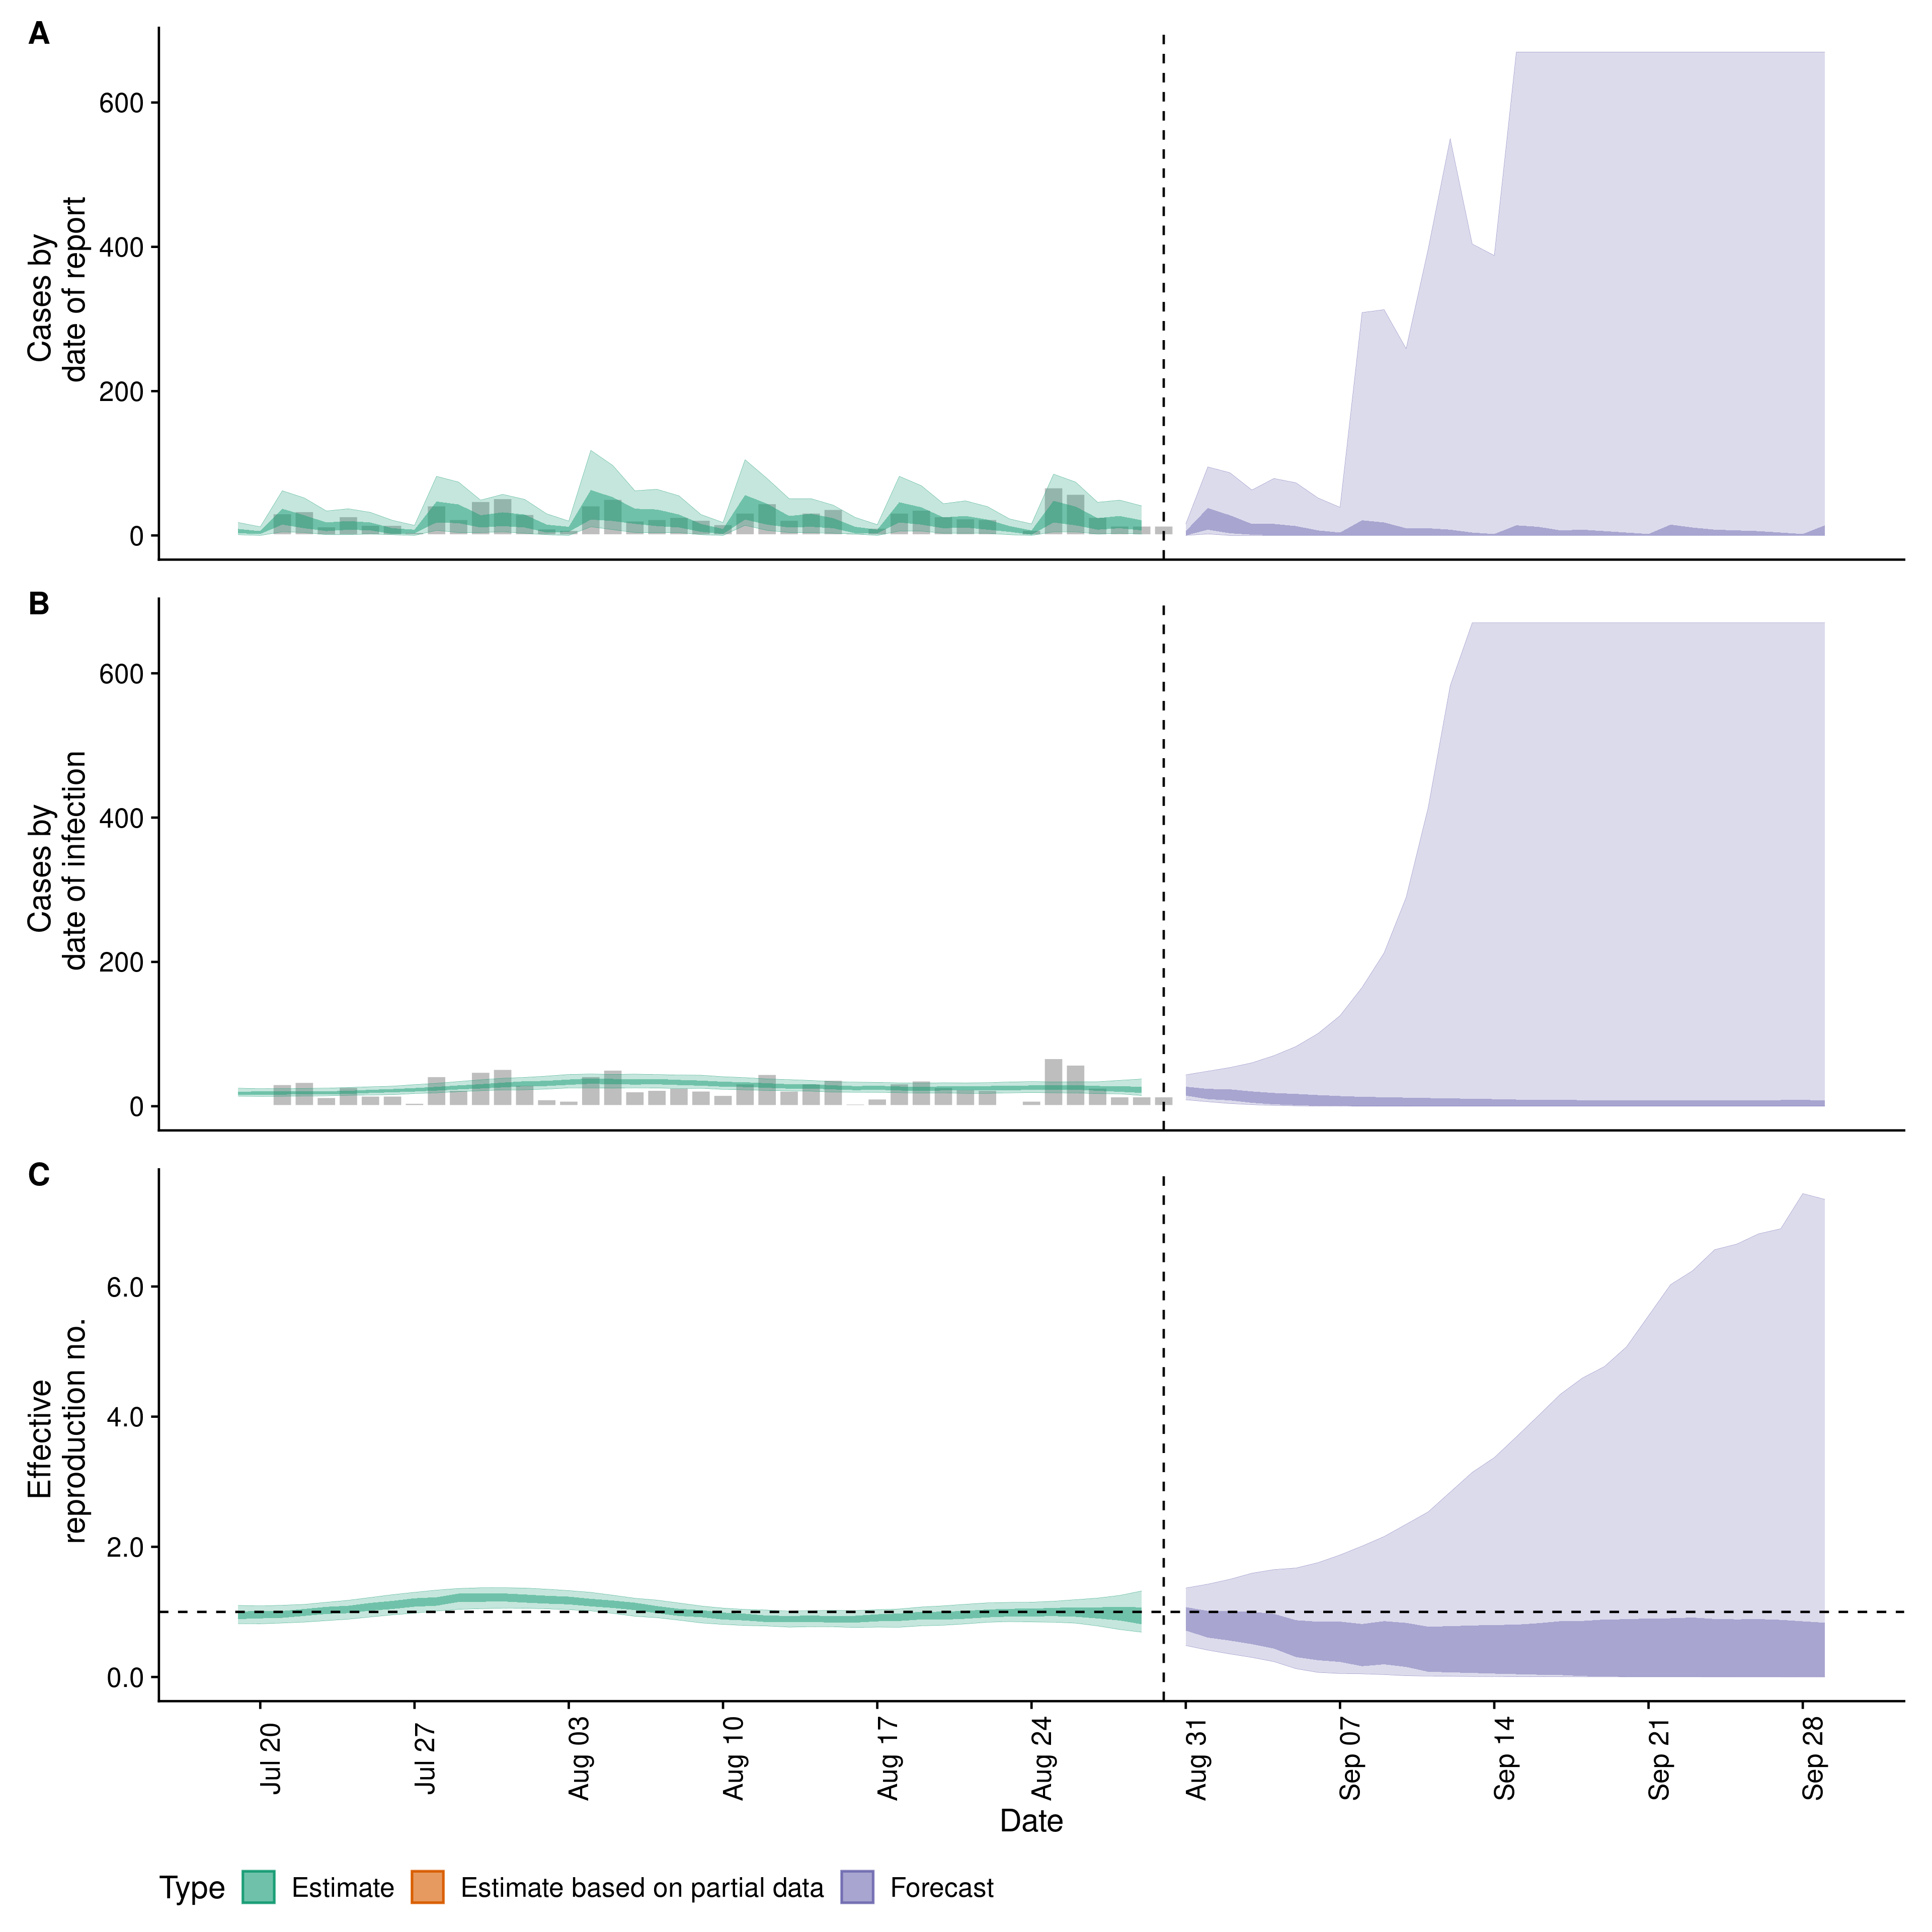 A
Cases by
date of report
600
400
200
0
B
Cases by
date of infection
600
400
200
0
C
Effective
reproduction no.
6.0
4.0
2.0
0.0
Jul 20
Jul 27
Aug 03
Aug 10
Aug 17
Aug 24
Aug 31
Sep 07
Sep 14
Sep 21
Sep 28
Date
Type Estimate Estimate based on partial data Forecast